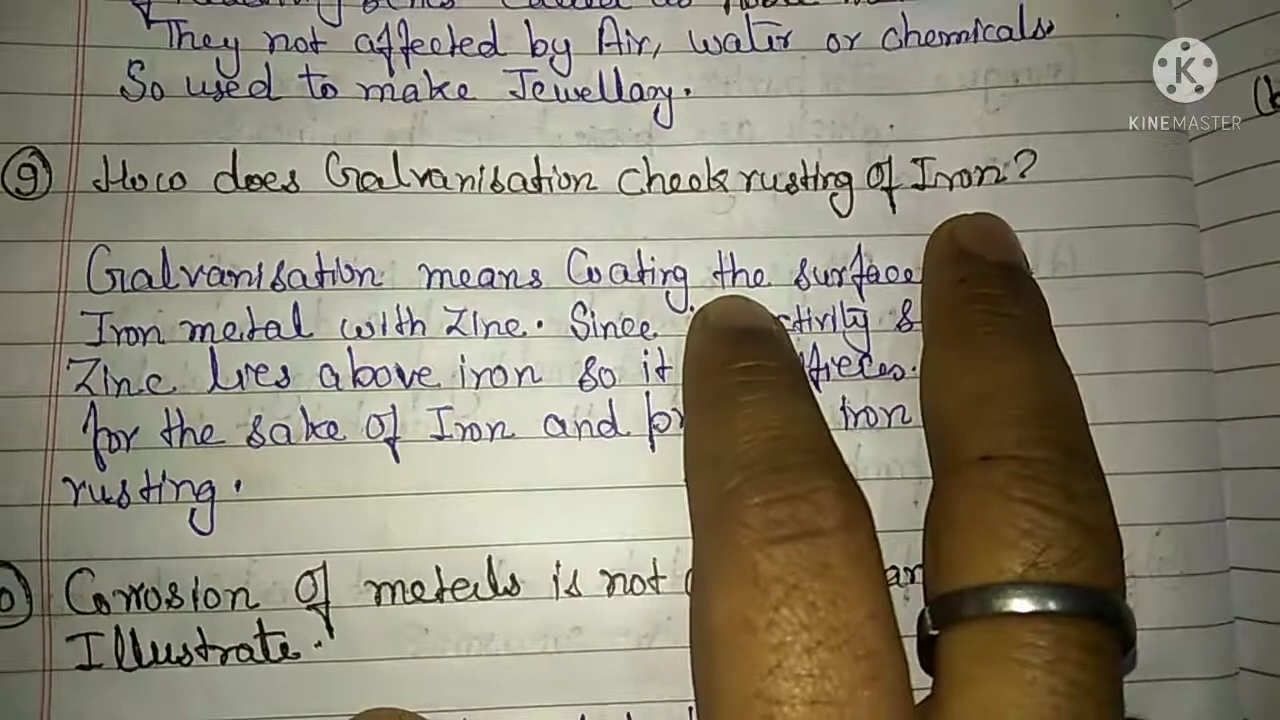 They not affected by Air, water or chemicals
So used to make Jewellary.
K
KINEMASTER
(9) How does Galvanisation check rusting of Iron?
Galvanisation means Coating the surface
Iron metal with Zinc. Since
Zinc lies above iron so it
for the sake of Iron and iron
rusting.
Corrosion of metals is not
Illustrate.